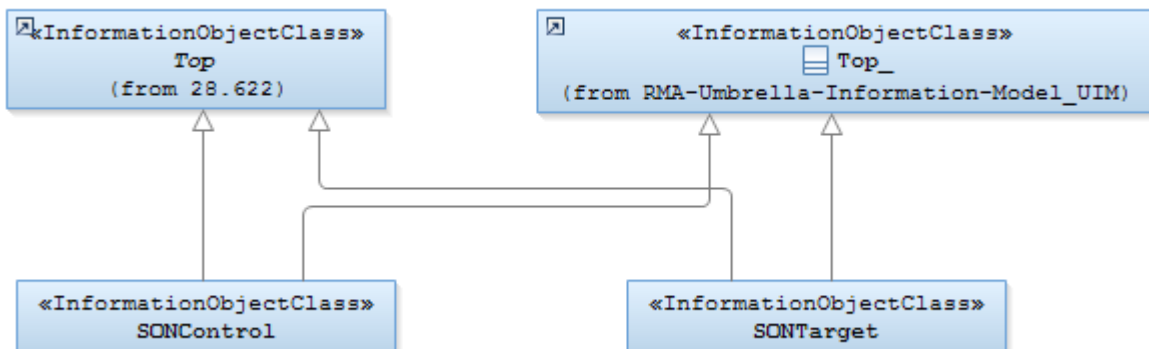 «InformationObjectClass»
Top
(from 28.622)
«InformationObjectClass»
Top_
(from RMA-Umbrella-Information-Model_UIM)
«InformationObjectClass»
SONControl
«InformationObjectClass»
SONTarget